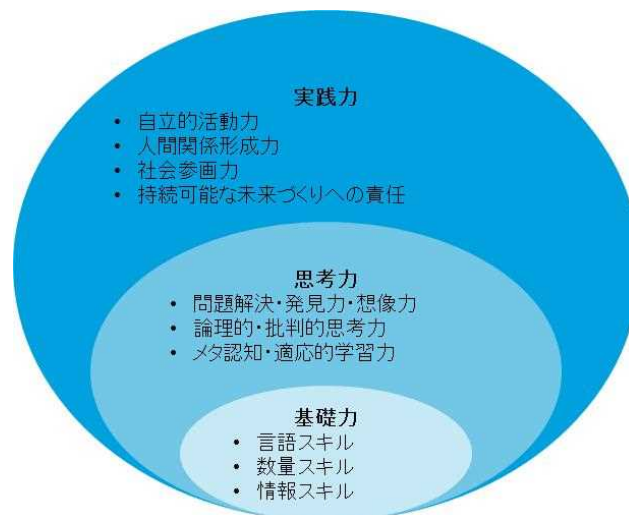 実践力
• 自立的活動力
• 人間関係形成力
• 社会参画力
• 持続可能な未来づくりへの責任
思考力
• 問題解決・発見力・想像力
• 論理的・批判的思考力
• メタ認知・適応的学習力
基礎力
• 言語スキル
• 数量スキル
• 情報スキル